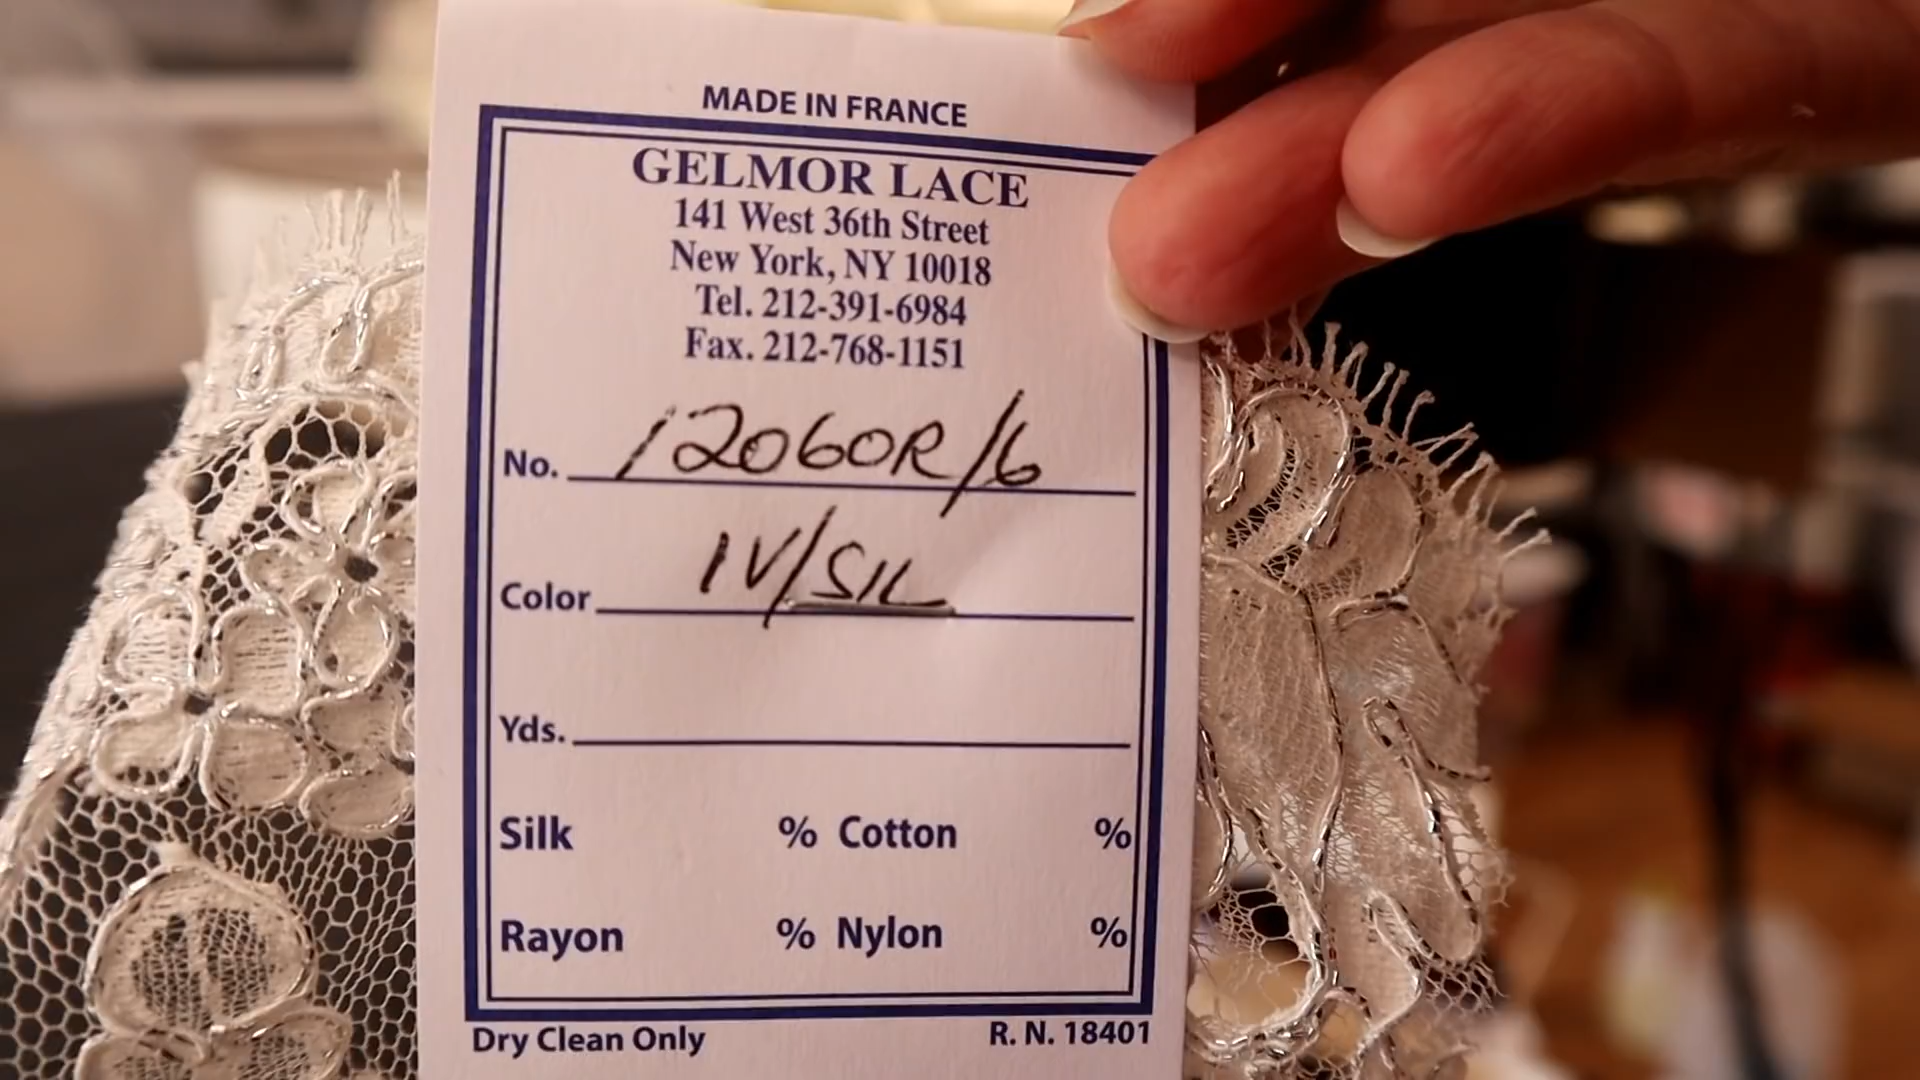 MADE IN FRANCE
GELMOR LACE
141 West 36th Street
New York, NY 10018
Tel. 212-391-6984
Fax. 212-768-1151
No. 12060R/6
Color IV/SIL
Yds.
Silk % Cotton %
Rayon % Nylon %
Dry Clean Only R. N. 18401